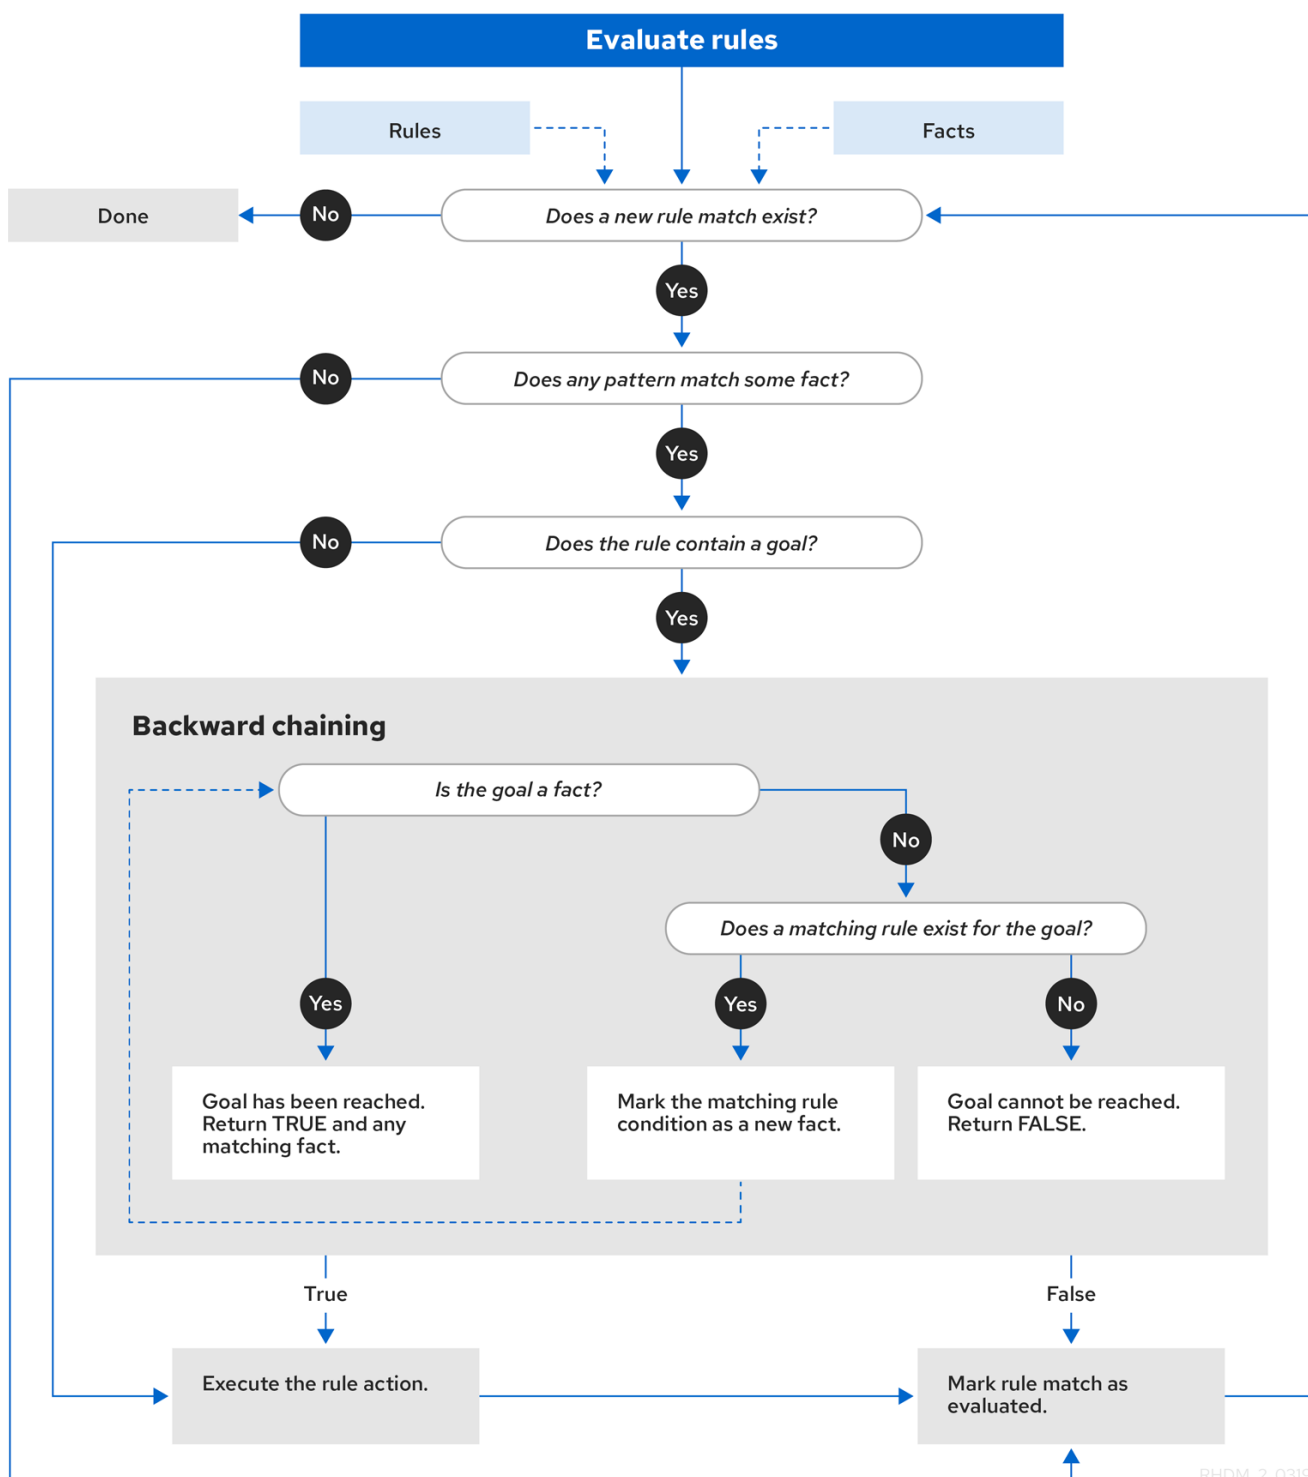 Evaluate rules
Rules
Facts
Done
No
Does a new rule match exist?
Yes
No
Does any pattern match some fact?
Yes
No
Does the rule contain a goal?
Yes
Backward chaining
Is the goal a fact?
No
Does a matching rule exist for the goal?
Yes
Yes
No
Goal has been reached.
Return TRUE and any
matching fact.
Mark the matching rule
condition as a new fact.
Goal cannot be reached.
Return FALSE.
True
False
Execute the rule action.
Mark rule match as
evaluated.
RHDM_2_0319